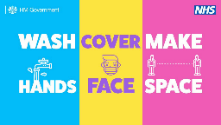 HM Government
NHS
WASH COVER MAKE
HANDS FACE SPACE